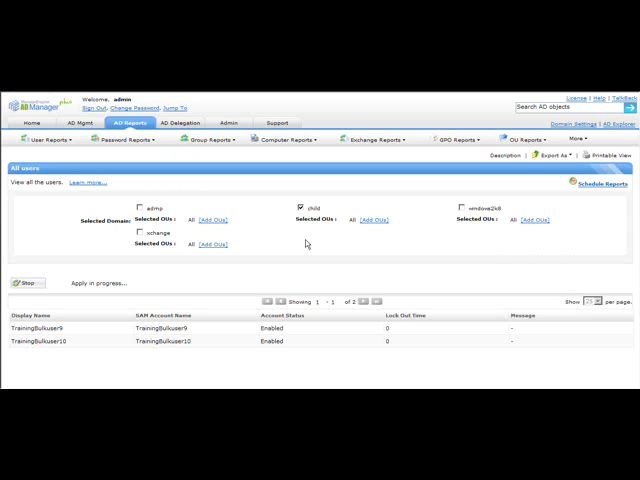 ManageEngine
ADManager plus
Welcome, admin
Sign Out, Change Password, Jump To
License | Help | TalkBack
Search AD objects
Home AD Mgmt AD Reports AD Delegation Admin Support
Domain Settings AD Explorer
User Reports Password Reports Group Reports Computer Reports Exchange Reports GPO Reports OU Reports More
Description Export As Printable View
All users
View all the users. Learn more...
Schedule Reports
admp child windows2k8
Selected Domain:
Selected OUs : All [Add OUs] Selected OUs : All [Add OUs] Selected OUs : All [Add OUs]
xchange
Selected OUs : All [Add OUs]
Stop Apply in progress...
Showing 1 - 1 of 2
Show 25 per page.
Display Name SAM Account Name Account Status Lock Out Time Message
TrainingBulkuser9 TrainingBulkuser9 Enabled 0 -
TrainingBulkuser10 TrainingBulkuser10 Enabled 0 -